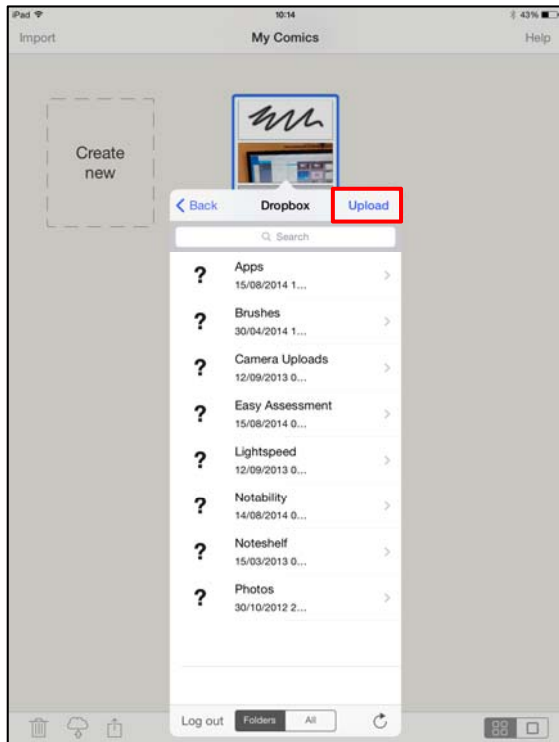 iPad 10:14 43%
Import My Comics Help
Create
new
Back Dropbox Upload
Search
? Apps
15/08/2014 1...
? Brushes
30/04/2014 1...
? Camera Uploads
12/09/2013 0...
? Easy Assessment
15/08/2014 0...
? Lightspeed
12/09/2013 0...
? Notability
14/08/2014 0...
? Noteshelf
15/03/2013 0...
? Photos
30/10/2012 2...
Log out Folders All